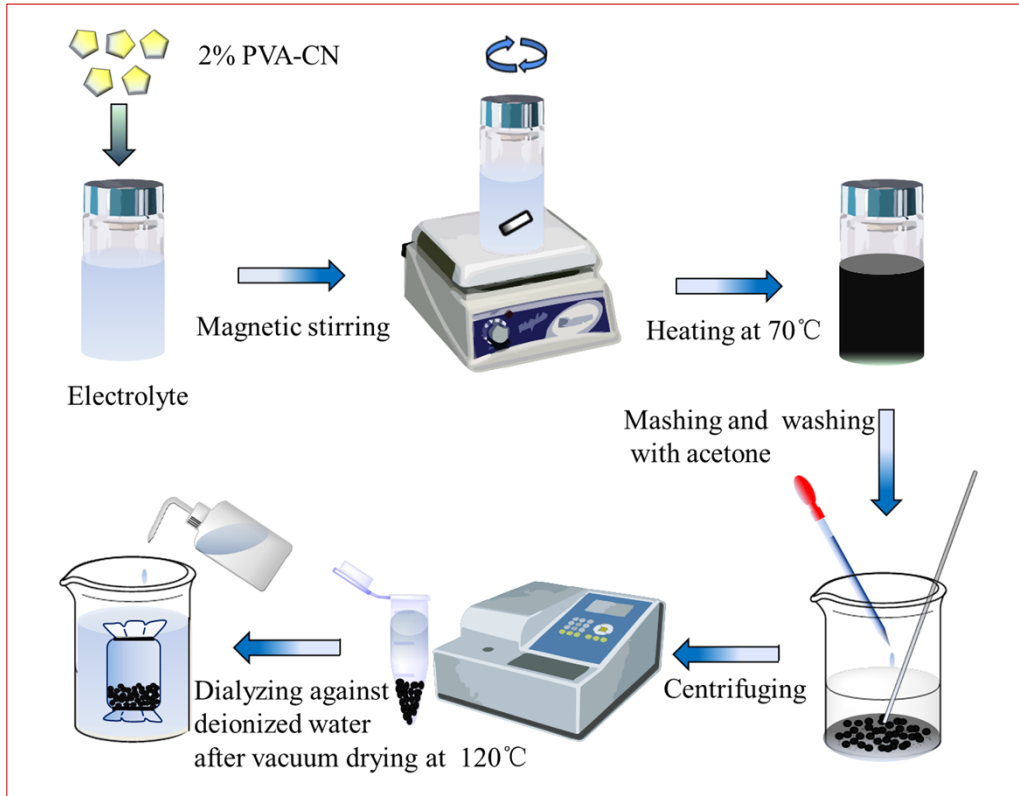 2% PVA-CN
Electrolyte
Magnetic stirring
Heating at 70℃
Mashing and washing
with acetone
Centrifuging
Dialyzing against
deionized water
after vacuum drying at 120℃